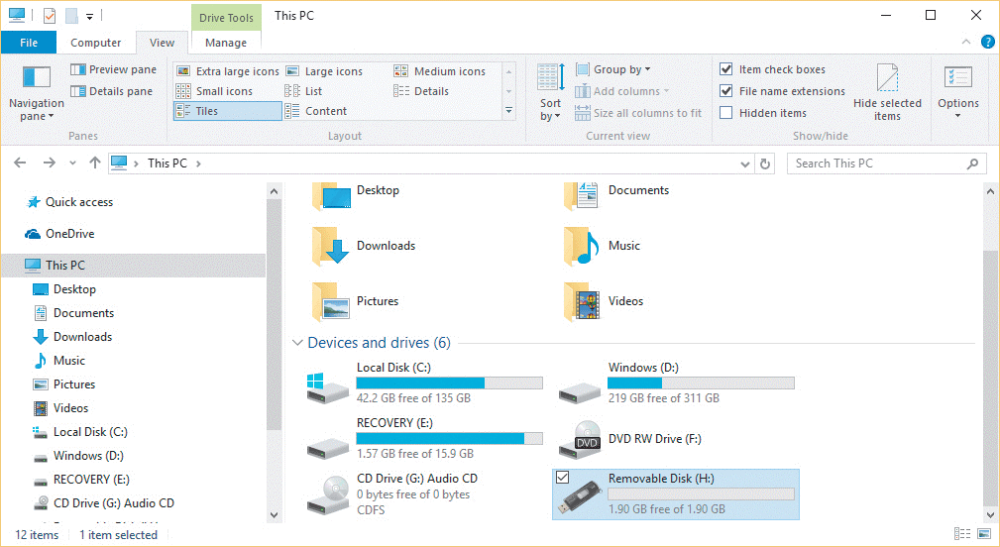 Drive Tools
This PC
File
Computer
View
Manage
Navigation
pane
Preview pane
Details pane
Panes
Extra large icons
Large icons
Medium icons
Small icons
List
Details
Tiles
Content
Layout
Sort
by
Group by
Add columns
Size all columns to fit
Current view
Item check boxes
File name extensions
Hidden items
Hide selected
items
Show/hide
Options
This PC
Search This PC
Quick access
OneDrive
This PC
Desktop
Documents
Downloads
Music
Pictures
Videos
Local Disk (C:)
Windows (D:)
RECOVERY (E:)
CD Drive (G:) Audio CD
Desktop
Documents
Downloads
Music
Pictures
Videos
Devices and drives (6)
Local Disk (C:)
42.2 GB free of 135 GB
Windows (D:)
219 GB free of 311 GB
RECOVERY (E:)
1.57 GB free of 15.9 GB
DVD
DVD RW Drive (F:)
CD Drive (G:) Audio CD
0 bytes free of 0 bytes
CDFS
Removable Disk (H:)
1.90 GB free of 1.90 GB
12 items
1 item selected